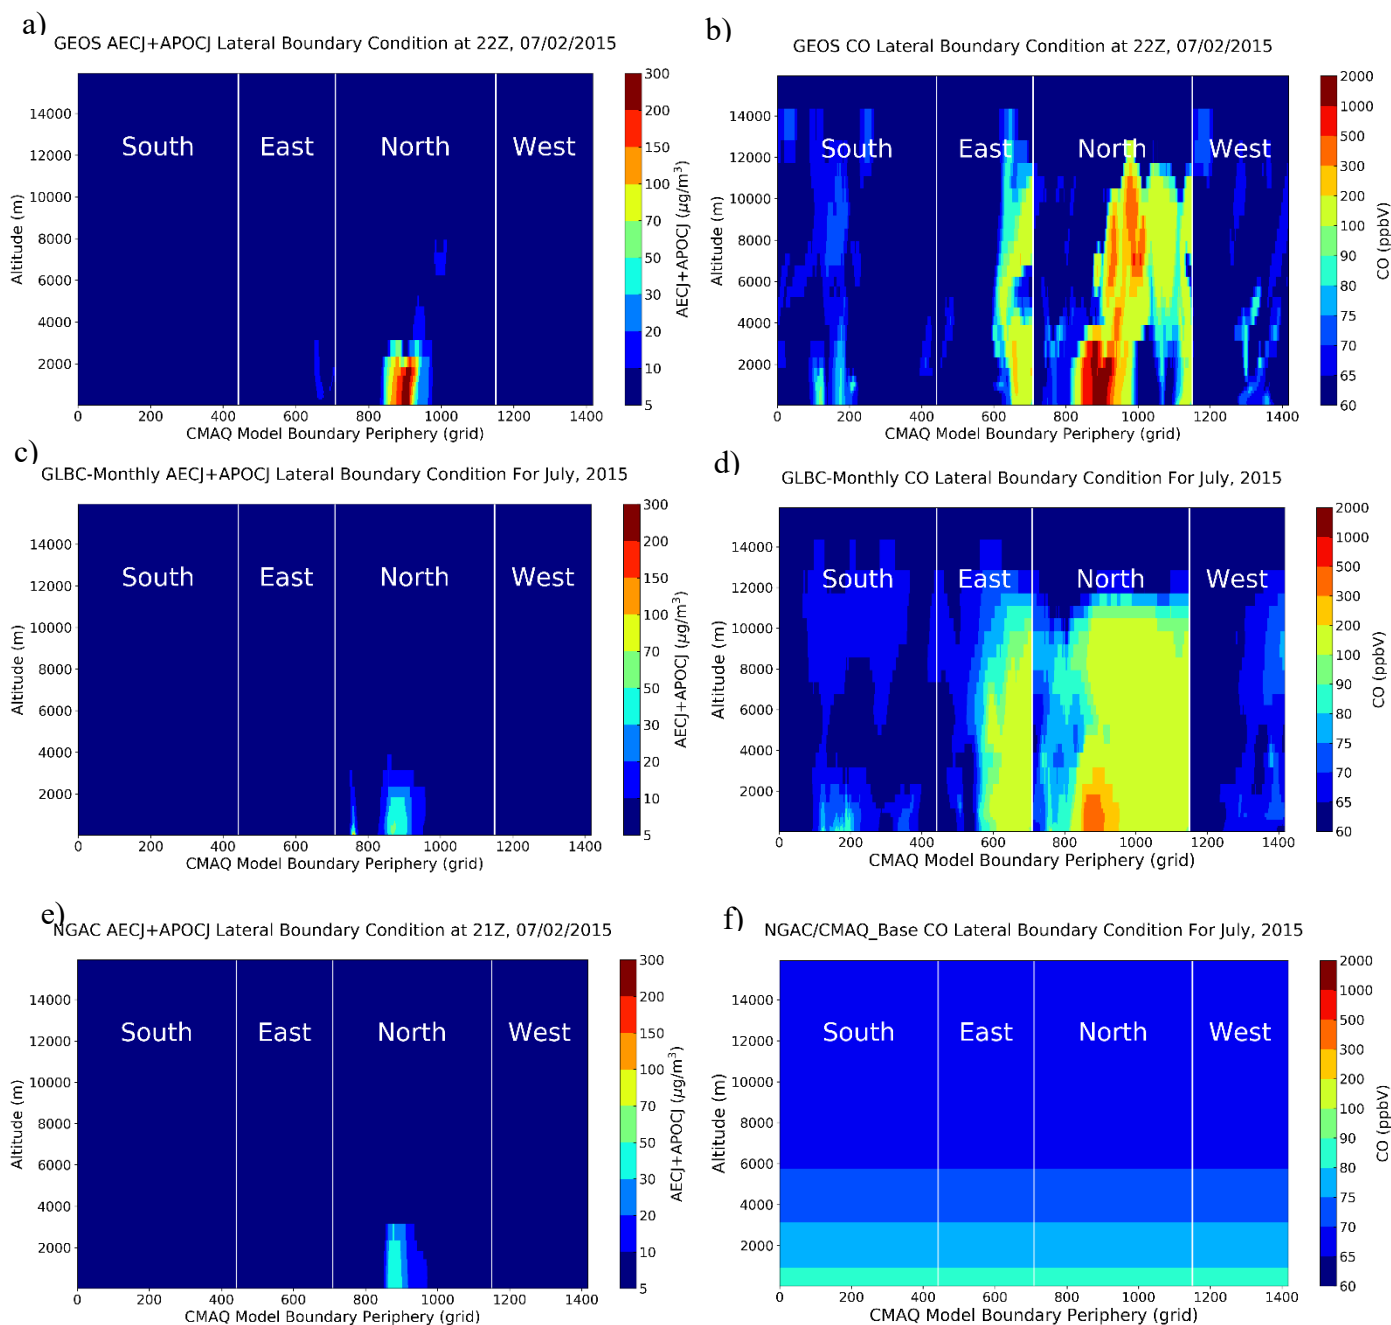 a)
GEOS AECJ+APOCJ Lateral Boundary Condition at 22Z, 07/02/2015
14000
12000
10000
8000
6000
4000
2000
Altitude (m)
South
East
North
West
0
200
400
600
800
1000
1200
1400
CMAQ Model Boundary Periphery (grid)
300
200
150
100
70
50
30
20
10
5
AECJ+APOCJ (μg/m³)
b)
GEOS CO Lateral Boundary Condition at 22Z, 07/02/2015
14000
12000
10000
8000
6000
4000
2000
Altitude (m)
South
East
North
West
0
200
400
600
800
1000
1200
1400
CMAQ Model Boundary Periphery (grid)
2000
1000
500
300
200
100
90
80
75
70
65
60
CO (ppbV)
c)
GLBC-Monthly AECJ+APOCJ Lateral Boundary Condition For July, 2015
14000
12000
10000
8000
6000
4000
2000
Altitude (m)
South
East
North
West
0
200
400
600
800
1000
1200
1400
CMAQ Model Boundary Periphery (grid)
300
200
150
100
70
50
30
20
10
5
AECJ+APOCJ (μg/m³)
d)
GLBC-Monthly CO Lateral Boundary Condition For July, 2015
14000
12000
10000
8000
6000
4000
2000
Altitude (m)
South
East
North
West
0
200
400
600
800
1000
1200
1400
CMAQ Model Boundary Periphery (grid)
2000
1000
500
300
200
100
90
80
75
70
65
60
CO (ppbV)
e)
NGAC AECJ+APOCJ Lateral Boundary Condition at 21Z, 07/02/2015
14000
12000
10000
8000
6000
4000
2000
Altitude (m)
South
East
North
West
0
200
400
600
800
1000
1200
1400
CMAQ Model Boundary Periphery (grid)
300
200
150
100
70
50
30
20
10
5
AECJ+APOCJ (μg/m³)
f)
NGAC/CMAQ_Base CO Lateral Boundary Condition For July, 2015
14000
12000
10000
8000
6000
4000
2000
Altitude (m)
South
East
North
West
0
200
400
600
800
1000
1200
1400
CMAQ Model Boundary Periphery (grid)
2000
1000
500
300
200
100
90
80
75
70
65
60
CO (ppbV)